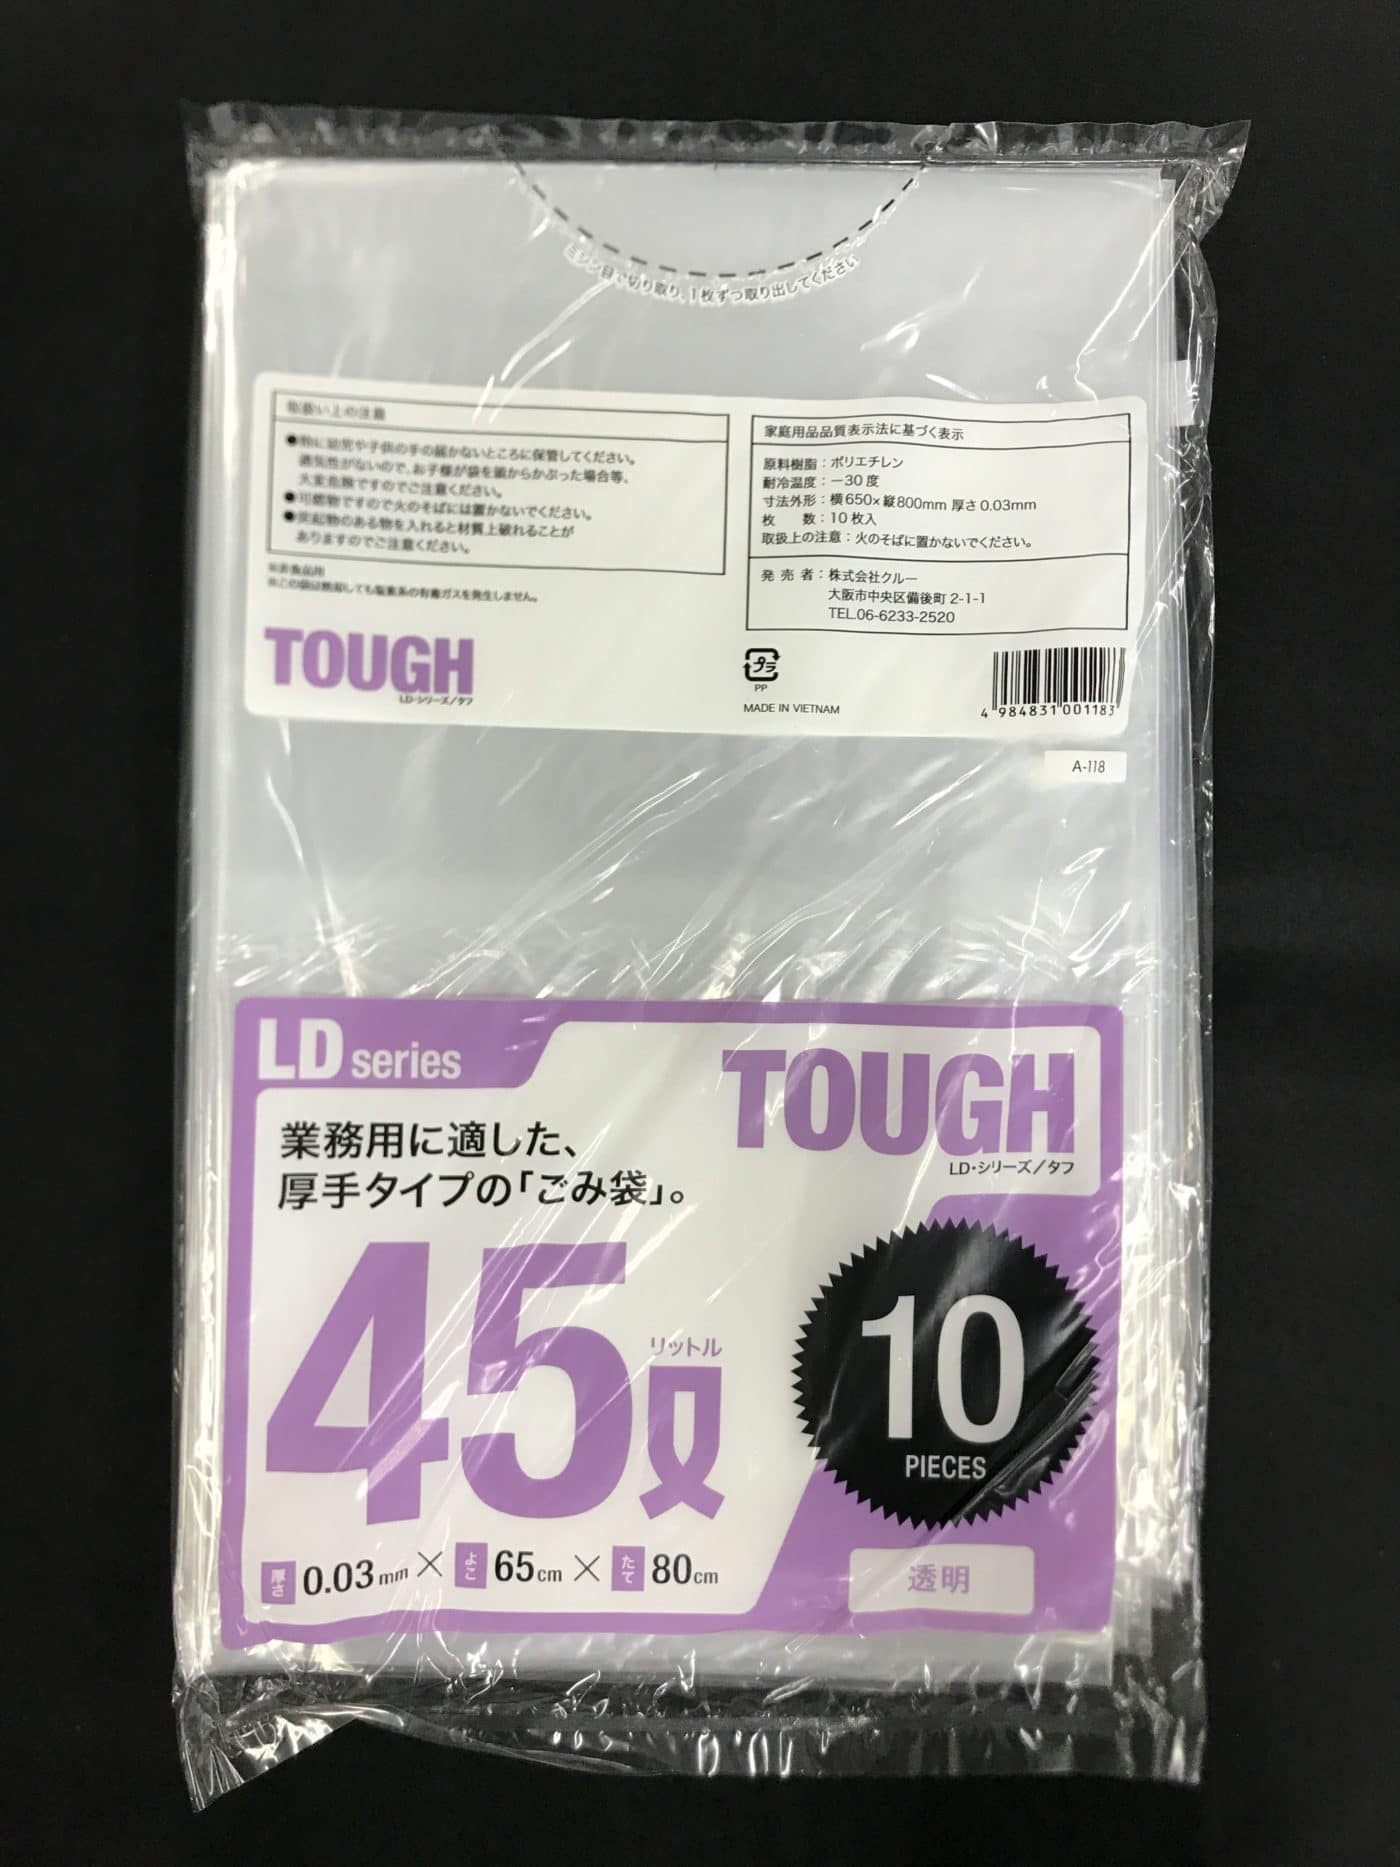 ミシン目で切り取り、1枚ずつ取り出してください
取扱い上の注意
●特に幼児や子供の手の届かないところに保管してください。
通気性がないので、お子様が袋を頭からかぶった場合等、
大変危険ですのでご注意ください。
●可燃物ですので火のそばには置かないでください。
●突起物のある物を入れると材質上破れることが
ありますのでご注意ください。
※非食品用
※この袋は燃却しても塩素系の有毒ガスを発生しません。
TOUGH
LD・シリーズ/タフ
家庭用品品質表示法に基づく表示
原料樹脂：ポリエチレン
耐冷温度：−30度
寸法外形：横650×縦800mm 厚さ0.03mm
枚　　数：10枚入
取扱上の注意：火のそばに置かないでください。
発 売 者：株式会社クルー
大阪市中央区備後町2-1-1
TEL.06-6233-2520
プラ
PP
MADE IN VIETNAM
4 984831 001183
A-118
LD series
TOUGH
LD・シリーズ/タフ
業務用に適した、
厚手タイプの「ごみ袋」。
45ℓ
リットル
10
PIECES
厚さ 0.03mm × よこ 65cm × たて 80cm
透明